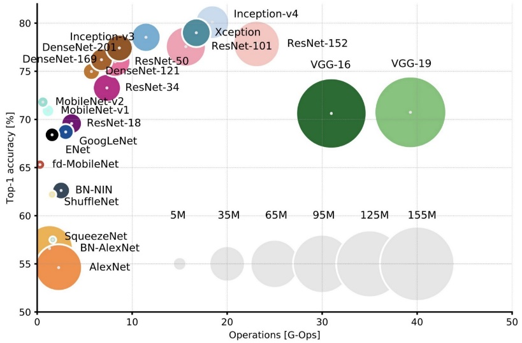 80
75
70
65
60
55
50
Top-1 accuracy [%]
Inception-v4
Inception-v3
Xception
DenseNet-201
ResNet-101
ResNet-152
DenseNet-169
ResNet-50
DenseNet-121
VGG-16
VGG-19
ResNet-34
MobileNet-v2
MobileNet-v1
ResNet-18
GoogLeNet
ENet
fd-MobileNet
BN-NIN
ShuffleNet
5M 35M 65M 95M 125M 155M
SqueezeNet
BN-AlexNet
AlexNet
0 10 20 30 40 50
Operations [G-Ops]